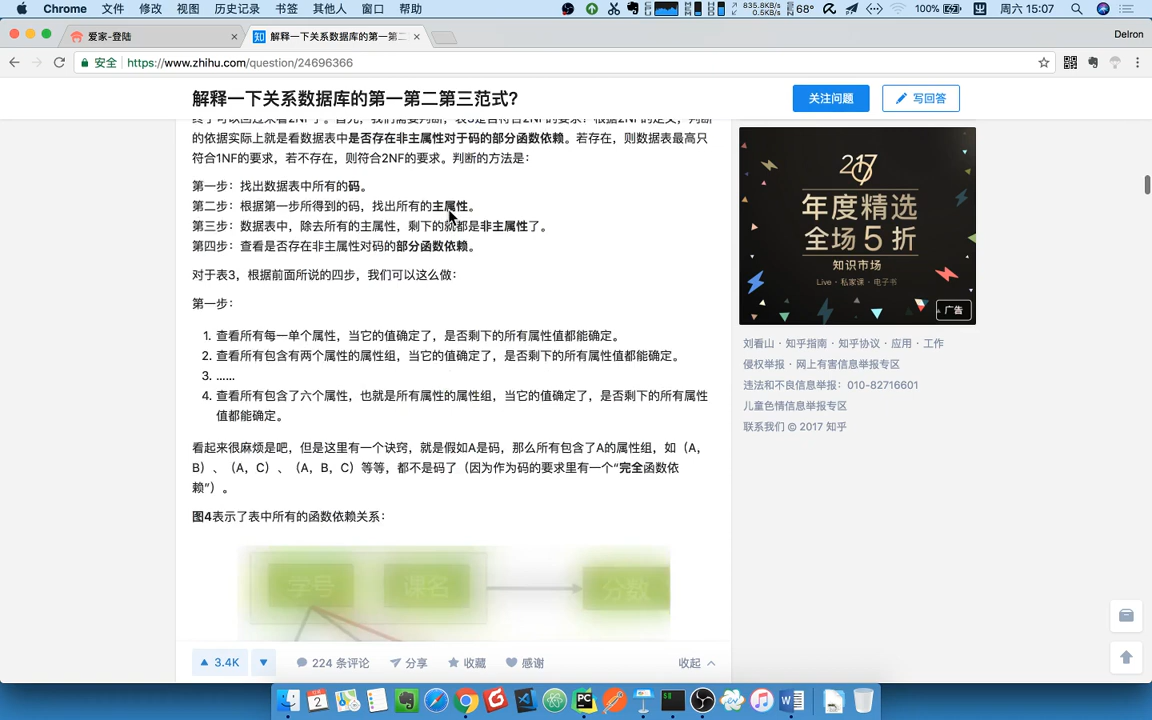 Chrome 文件 修改 视图 历史记录 书签 其他人 窗口 帮助
835.8KB/s
0.5KB/s
68° 100% 周六 15:07
爱家-登陆
知 解释一下关系数据库的第一第二
Delron
安全 https://www.zhihu.com/question/24696366
解释一下关系数据库的第一第二第三范式?
关注问题
写回答
的依据实际上就是看数据表中是否存在非主属性对于码的部分函数依赖。若存在，则数据表最高只
符合1NF的要求，若不存在，则符合2NF的要求。判断的方法是：
第一步：找出数据表中所有的码。
第二步：根据第一步所得到的码，找出所有的主属性。
第三步：数据表中，除去所有的主属性，剩下的就都是非主属性了。
第四步：查看是否存在非主属性对码的部分函数依赖。
对于表3，根据前面所说的四步，我们可以这么做：
第一步：
1. 查看所有每一单个属性，当它的值确定了，是否剩下的所有属性值都能确定。
2. 查看所有包含有两个属性的属性组，当它的值确定了，是否剩下的所有属性值都能确定。
3. ......
4. 查看所有包含了六个属性，也就是所有属性的属性组，当它的值确定了，是否剩下的所有属性
值都能确定。
看起来很麻烦是吧，但是这里有一个诀窍，就是假如A是码，那么所有包含了A的属性组，如（A，
B）、（A，C）、（A，B，C）等等，都不是码了（因为作为码的要求里有一个“完全函数依
赖”）。
图4表示了表中所有的函数依赖关系：
学号 课名 分数
3.4K
224 条评论 分享 收藏 感谢 收起
2017
年度精选
全场5折
知识市场
Live · 私家课 · 电子书
广告
刘看山 · 知乎指南 · 知乎协议 · 应用 · 工作
侵权举报 · 网上有害信息举报专区
违法和不良信息举报：010-82716601
儿童色情信息举报专区
联系我们 © 2017 知乎